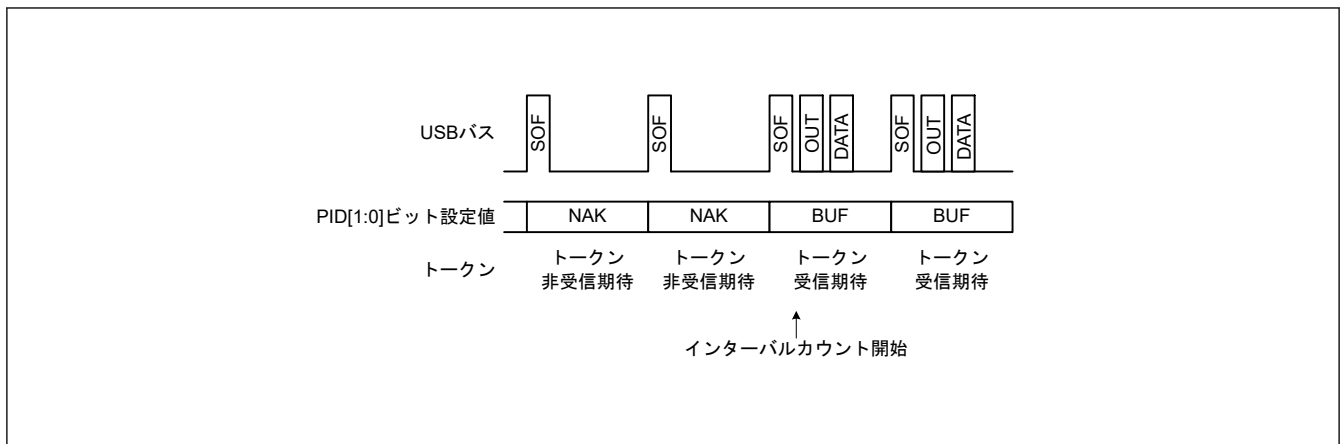 USBバス
SOF
SOF
SOF
OUT
DATA
SOF
OUT
DATA
PID[1:0]ビット設定値
NAK
NAK
BUF
BUF
トークン
トークン
非受信期待
トークン
非受信期待
トークン
受信期待
トークン
受信期待
インターバルカウント開始